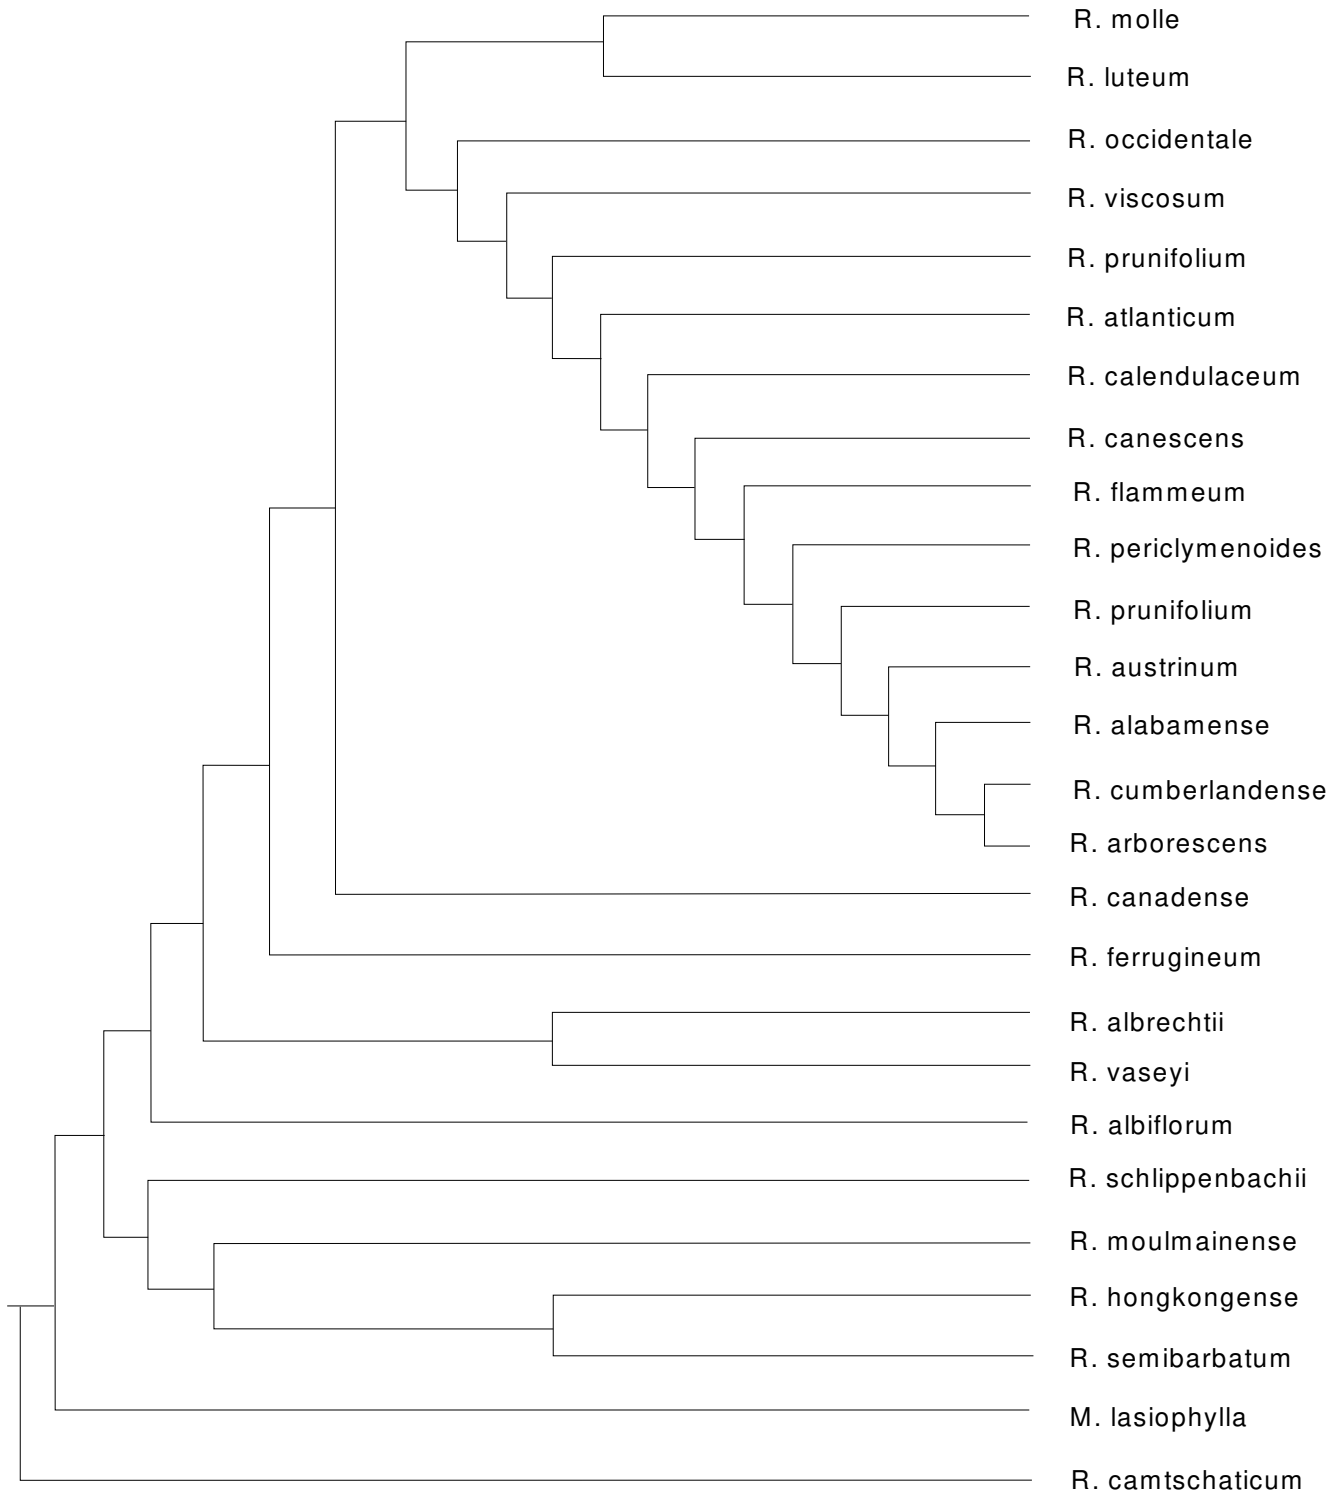 R. molle
R. luteum
R. occidentale
R. viscosum
R. prunifolium
R. atlanticum
R. calendulaceum
R. canescens
R. flammeum
R. periclymenoides
R. prunifolium
R. austrinum
R. alabamense
R. cumberlandense
R. arborescens
R. canadense
R. ferrugineum
R. albrechtii
R. vaseyi
R. albiflorum
R. schlippenbachii
R. moulmainense
R. hongkongense
R. semibarbatum
M. lasiophylla
R. camtschaticum